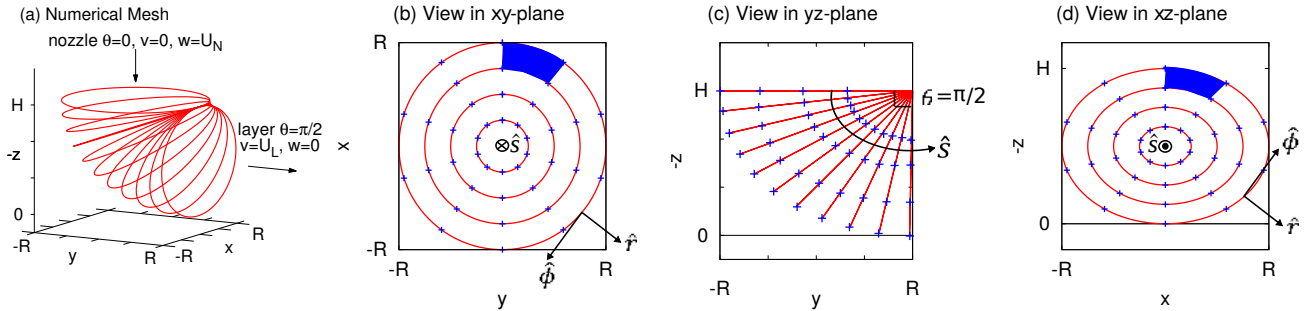 (a) Numerical Mesh
nozzle θ=0, v=0, w=U_N
H
-z
0
layer θ=π/2
v=U_L, w=0
-R
y
R
-R
x
R
(b) View in xy-plane
R
x
-R
ŝ
r̂
ϕ̂
-R
R
y
(c) View in yz-plane
H
-z
0
=π/2
ŝ
-R
R
y
(d) View in xz-plane
H
-z
0
ŝ
ϕ̂
r̂
-R
R
x